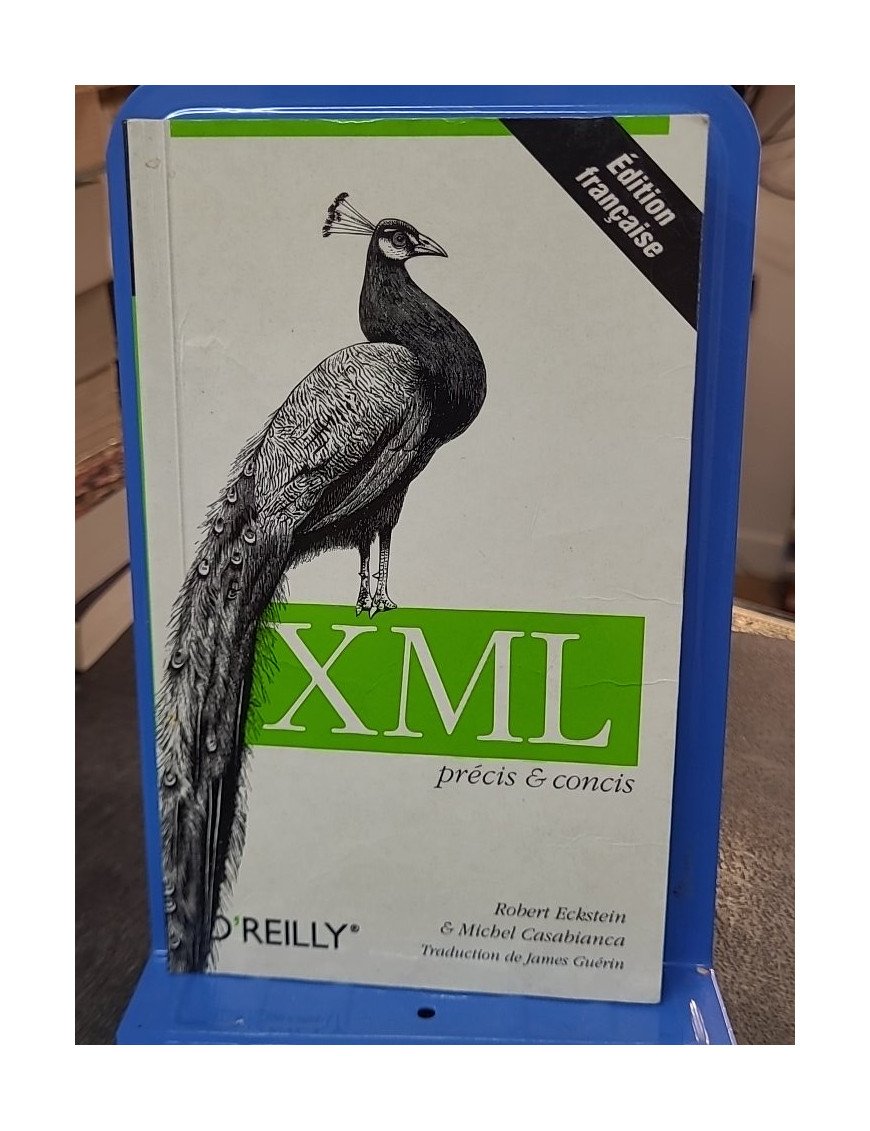 Édition
française
XML
précis & concis
Robert Eckstein
& Michel Casabianca
Traduction de James Guérin
O'REILLY®